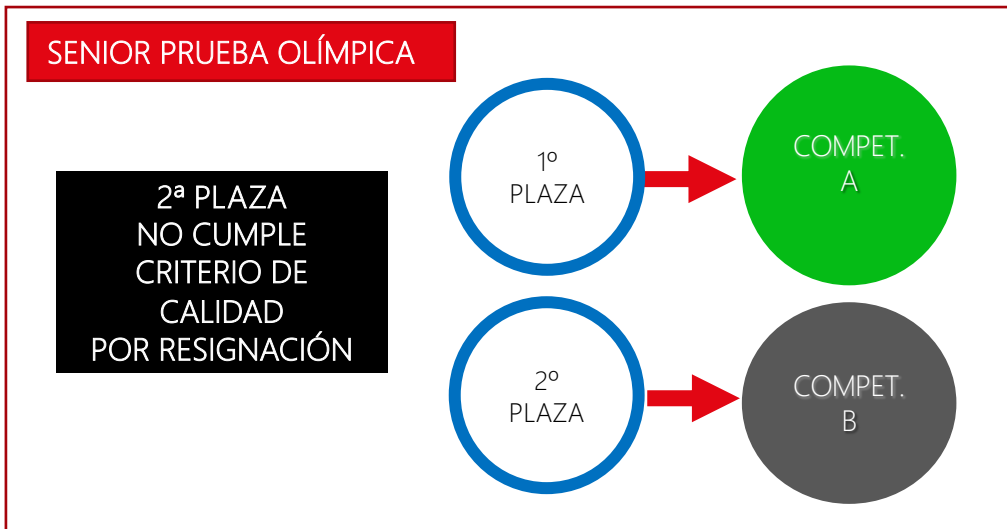 SENIOR PRUEBA OLÍMPICA
2ª PLAZA
NO CUMPLE
CRITERIO DE
CALIDAD
POR RESIGNACIÓN
1º
PLAZA
COMPET.
A
2º
PLAZA
COMPET.
B